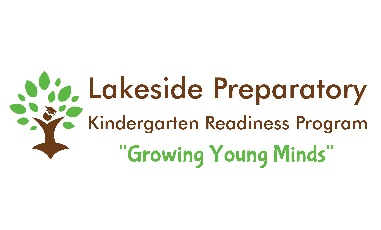 Lakeside Preparatory
Kindergarten Readiness Program
"Growing Young Minds"